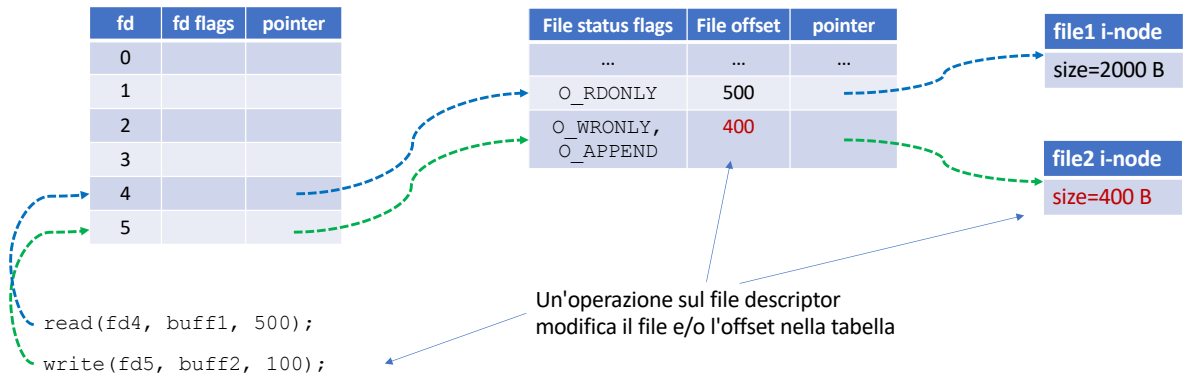 fd fd flags pointer
0
1
2
3
4
5
File status flags File offset pointer
... ... ...
O_RDONLY 500
O_WRONLY, 400
O_APPEND
file1 i-node
size=2000 B
file2 i-node
size=400 B
Un'operazione sul file descriptor
modifica il file e/o l'offset nella tabella
read(fd4, buff1, 500);
write(fd5, buff2, 100);